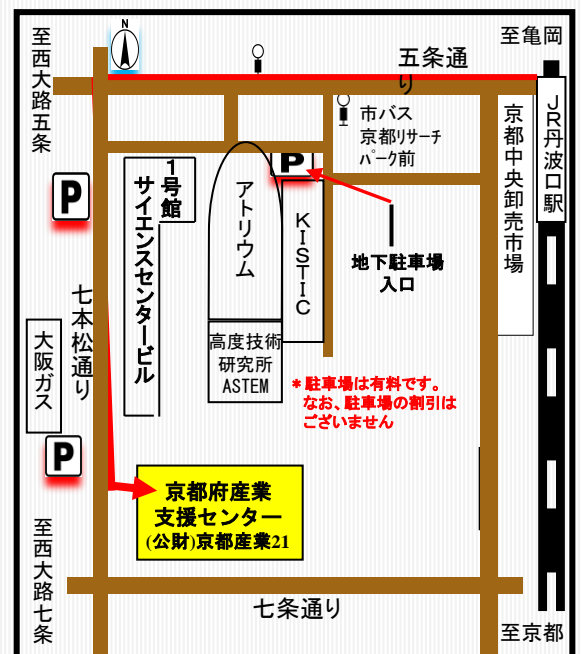 N
至亀岡
至西大路五条
五条通
り
JR丹波口駅
市バス
京都リサーチ
パーク前
京都中央卸売市場
P
1号館
サイエンスセンタービル
アトリウム
P
KISTIC
地下駐車場
入口
七本松通り
大阪ガス
高度技術
研究所
ASTEM
＊駐車場は有料です。
なお、駐車場の割引は
ございません
P
京都府産業
支援センター
(公財)京都産業21
至西大路七条
七条通り
至京都